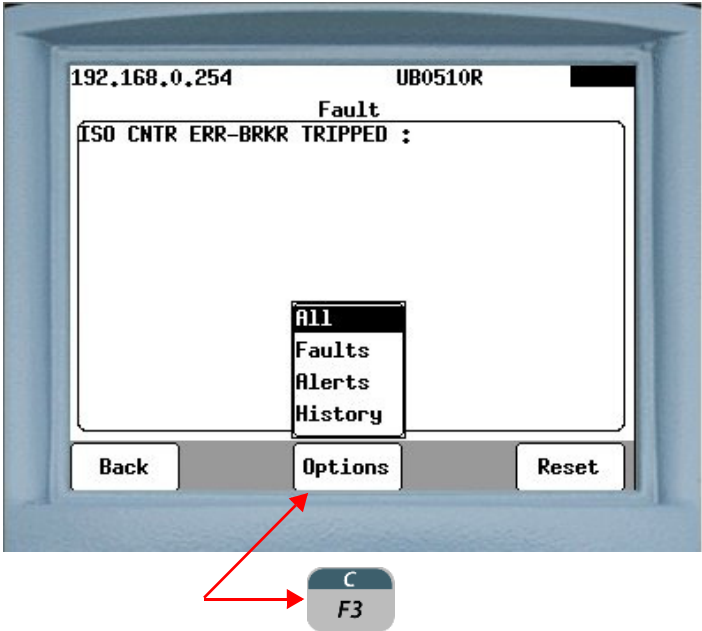 192.168.0.254 UB0510R
Fault
ISO CNTR ERR-BRKR TRIPPED :
All
Faults
Alerts
History
Back Options Reset
C
F3